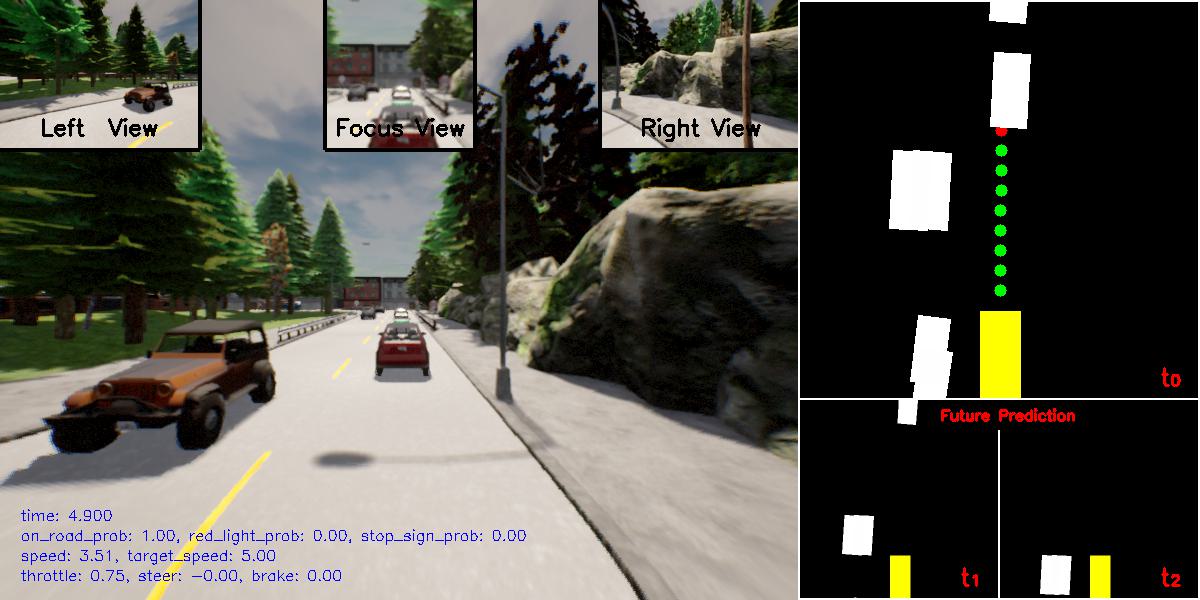 Left View
Focus View
Right View
time: 4.900
on_road_prob: 1.00, red_light_prob: 0.00, stop_sign_prob: 0.00
speed: 3.51, target_speed: 5.00
throttle: 0.75, steer: -0.00, brake: 0.00
t0
Future Prediction
t1
t2